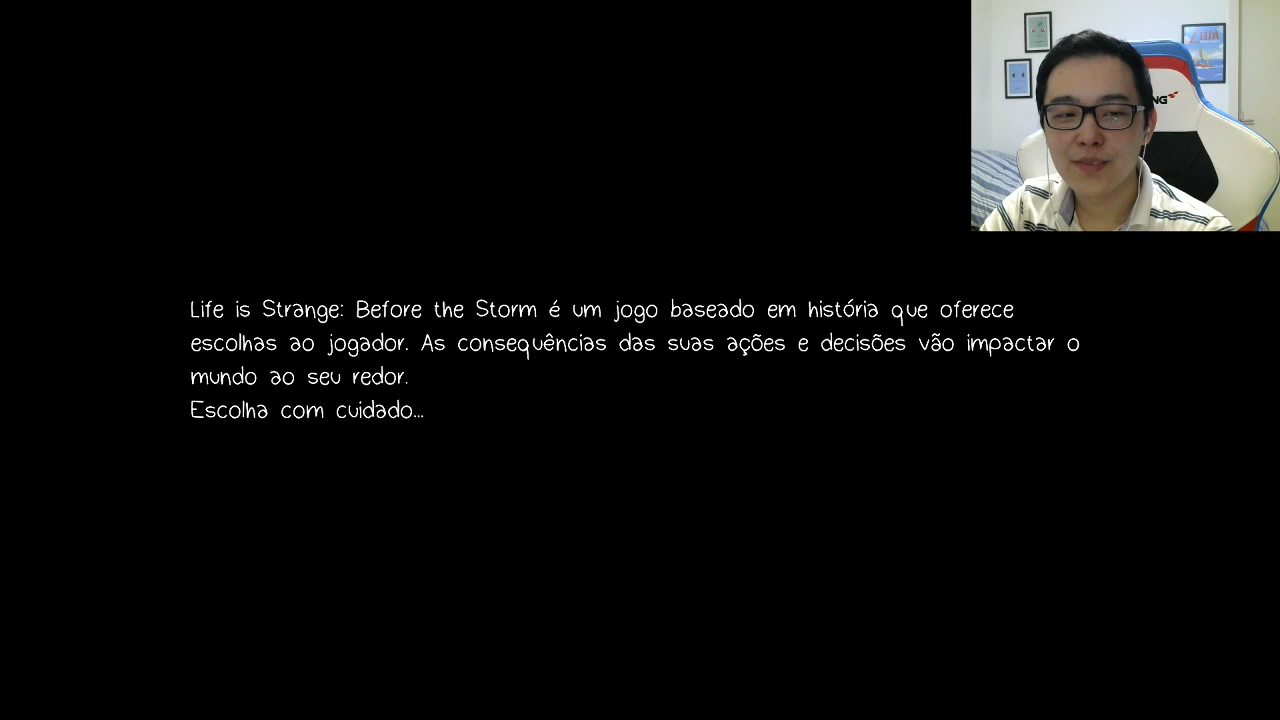 Life is Strange: Before the Storm é um jogo baseado em história que oferece
escolhas ao jogador. As consequências das suas ações e decisões vão impactar o
mundo ao seu redor.
Escolha com cuidado...